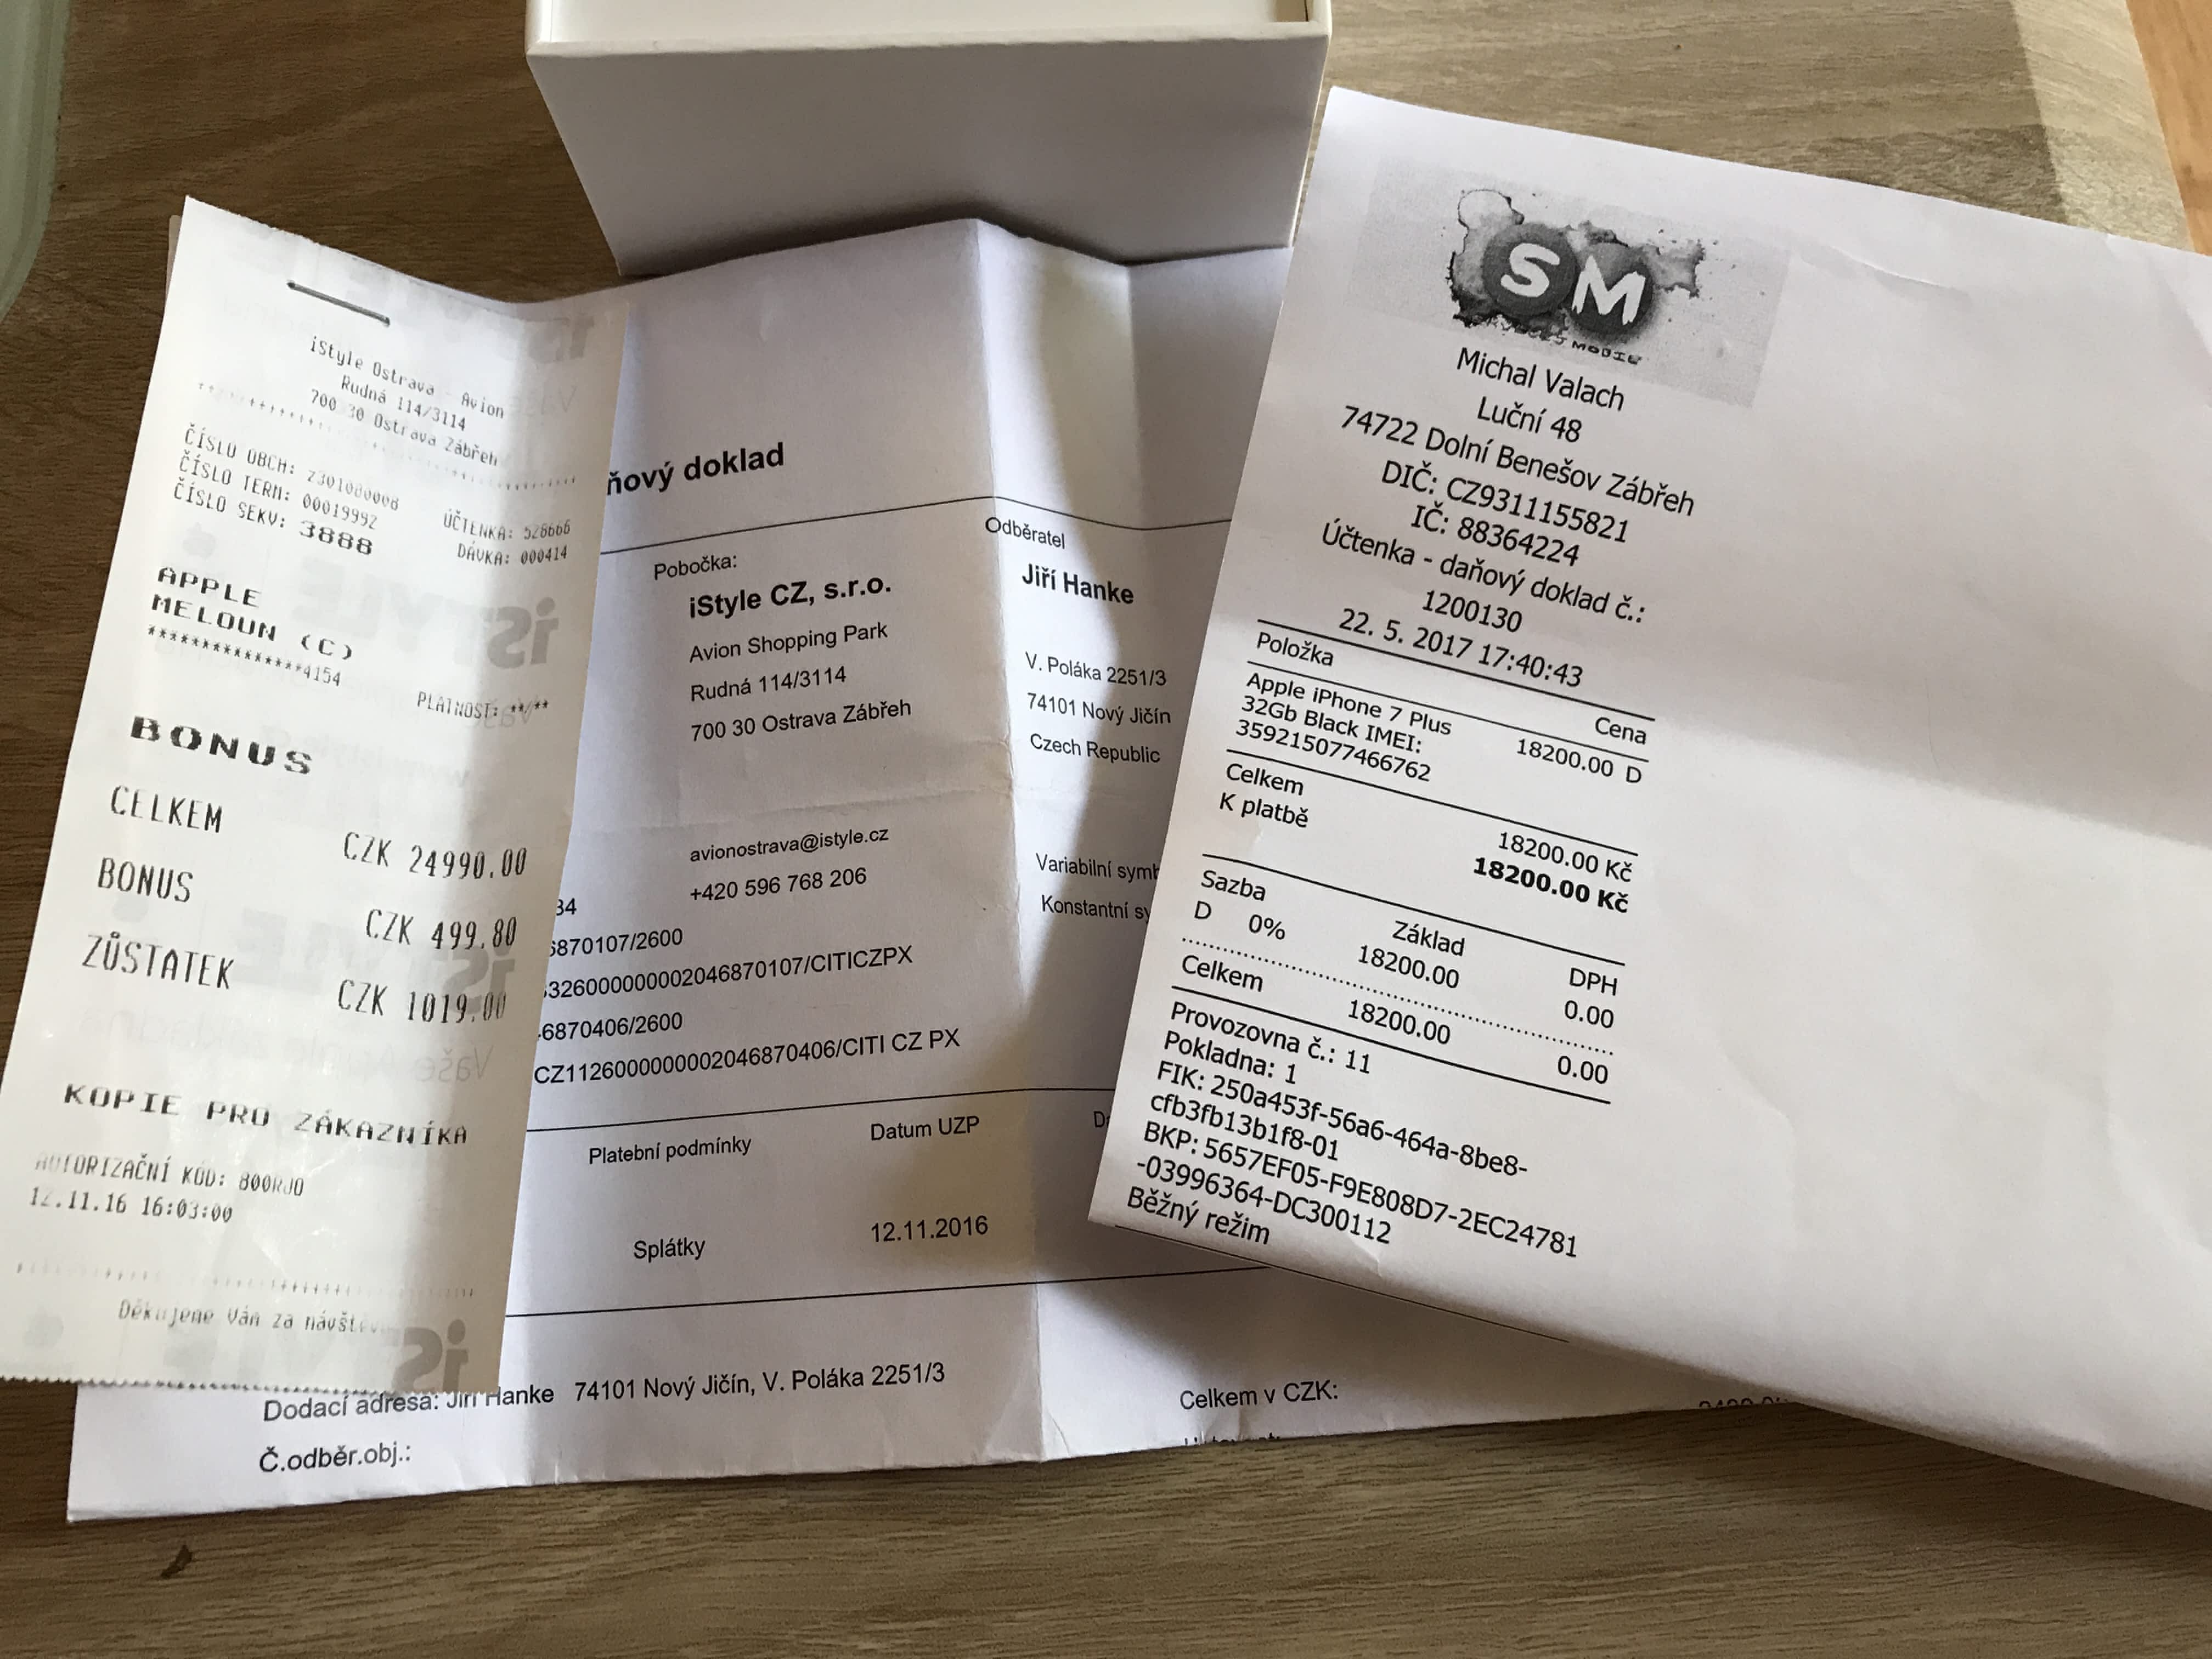 iStyle Ostrava - Avion
Rudná 114/3114
700 30 Ostrava Zábřeh
ČÍSLO OBCH: 2301080008
ČÍSLO TERM: 00019992 ÚČTENKA: 528666
ČÍSLO SEKV: 3888 DÁVKA: 000414
APPLE
MELOUN (C)
**************4154
PLATNOST: **/**
BONUS
CELKEM
CZK 24990.00
BONUS
CZK 499.80
ZŮSTATEK
CZK 1019.00
KOPIE PRO ZÁKAZNÍKA
AUTORIZAČNÍ KÓD:
12.11.16 16:03:00
Děkujeme Vám za návště
iSTYLE
ňový doklad
Pobočka:
iStyle CZ, s.r.o.
Avion Shopping Park
Rudná 114/3114
700 30 Ostrava Zábřeh
avionostrava@istyle.cz
+420 596 768 206
34
6870107/2600
3260000000002046870107/CITICZPX
6870406/2600
CZ1126000000002046870406/CITI CZ PX
Odběratel
Jiří Hanke
V. Poláka 2251/3
74101 Nový Jičín
Czech Republic
Variabilní symb
Konstantní sy
Platební podmínky Datum UZP
Splátky 12.11.2016
Dodací adresa: Jiří Hanke 74101 Nový Jičín, V. Poláka 2251/3
Č.odběr.obj.:
Celkem v CZK:
SM
Michal Valach
Luční 48
74722 Dolní Benešov Zábřeh
DIČ: CZ9311155821
IČ: 88364224
Účtenka - daňový doklad č.:
1200130
22. 5. 2017 17:40:43
Položka Cena
Apple iPhone 7 Plus
32Gb Black IMEI: 18200.00 D
359215077466762
Celkem 18200.00 Kč
K platbě 18200.00 Kč
Sazba Základ DPH
D 0% 18200.00 0.00
Celkem 18200.00 0.00
Provozovna č.: 11
Pokladna: 1
FIK: 250a453f-56a6-464a-8be8-
cfb3fb13b1f8-01
BKP: 5657EF05-F9E808D7-2EC24781
-03996364-DC300112
Běžný režim